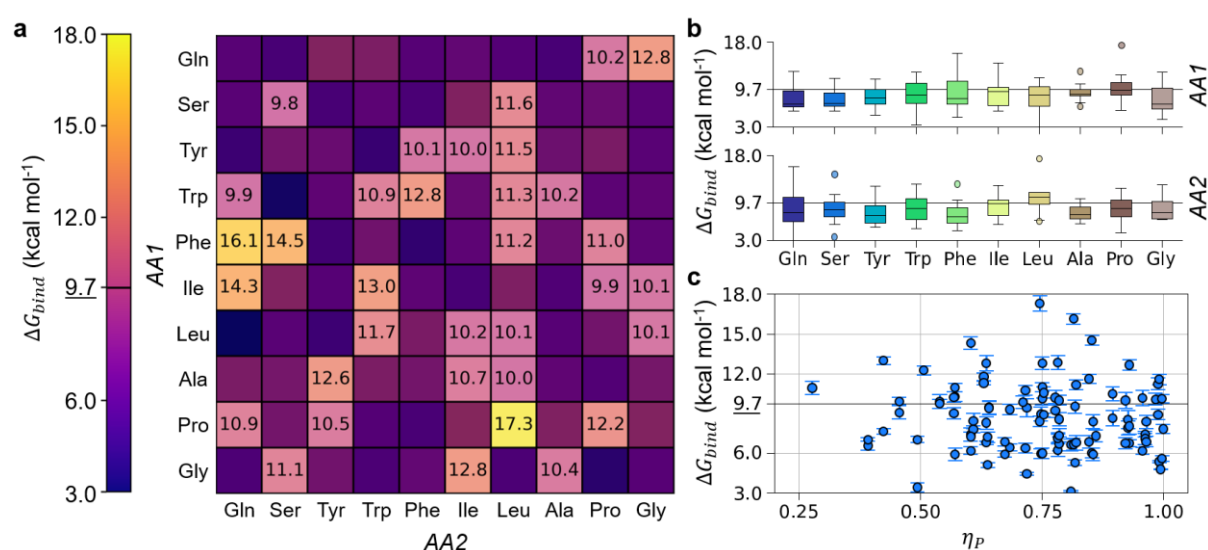 a
18.0
15.0
12.0
9.7
6.0
3.0
ΔG_bind (kcal mol⁻¹)
AA1
Gln 10.2 12.8
Ser 9.8 11.6
Tyr 10.1 10.0 11.5
Trp 9.9 10.9 12.8 11.3 10.2
Phe 16.1 14.5 11.2 11.0
Ile 14.3 13.0 9.9 10.1
Leu 11.7 10.2 10.1 10.1
Ala 12.6 10.7 10.0
Pro 10.9 10.5 17.3 12.2
Gly 11.1 12.8 10.4
Gln Ser Tyr Trp Phe Ile Leu Ala Pro Gly
AA2
b
18.0
9.7
3.0
AA1
18.0
9.7
3.0
AA2
ΔG_bind (kcal mol⁻¹)
Gln Ser Tyr Trp Phe Ile Leu Ala Pro Gly
c
18.0
15.0
12.0
9.7
6.0
3.0
ΔG_bind (kcal mol⁻¹)
0.25 0.50 0.75 1.00
η_P